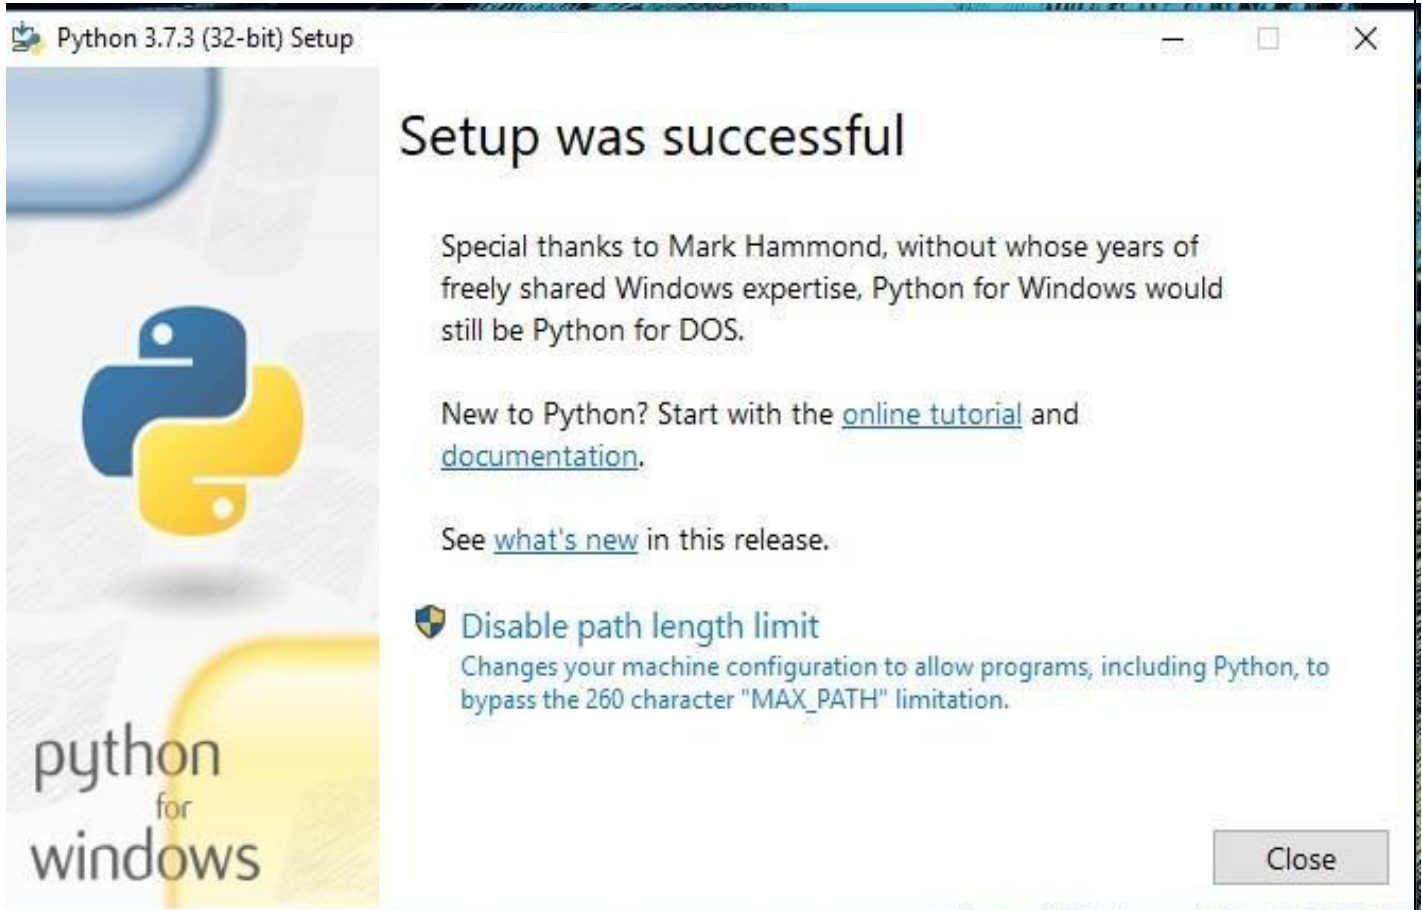 Python 3.7.3 (32-bit) Setup
Setup was successful
Special thanks to Mark Hammond, without whose years of
freely shared Windows expertise, Python for Windows would
still be Python for DOS.
New to Python? Start with the online tutorial and
documentation.
See what's new in this release.
Disable path length limit
Changes your machine configuration to allow programs, including Python, to
bypass the 260 character "MAX_PATH" limitation.
python
for
windows
Close